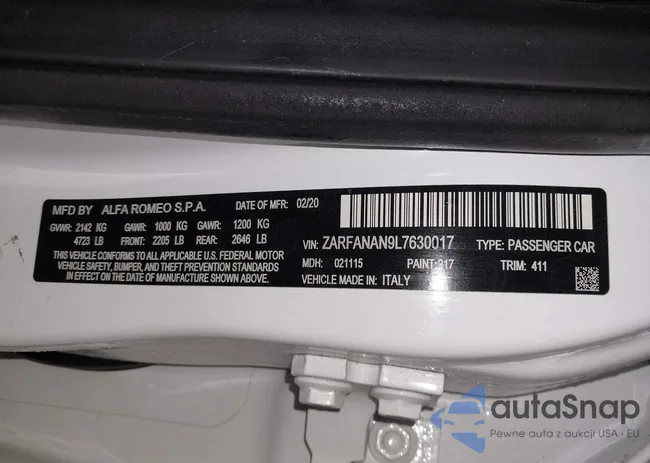 MFD BY ALFA ROMEO S.P.A. DATE OF MFR: 02/20
GVWR: 2142 KG GAWR: 1000 KG GAWR: 1200 KG
4723 LB FRONT: 2205 LB REAR: 2646 LB
THIS VEHICLE CONFORMS TO ALL APPLICABLE U.S. FEDERAL MOTOR
VEHICLE SAFETY, BUMPER, AND THEFT PREVENTION STANDARDS IN
EFFECT ON THE DATE OF MANUFACTURE SHOWN ABOVE.
VIN: ZARFANAN9L7630017 TYPE: PASSENGER CAR
MDH: 021115 PAINT: 217 TRIM: 411
VEHICLE MADE IN: ITALY
autaSnap
Pewne auta z aukcji USA - EU